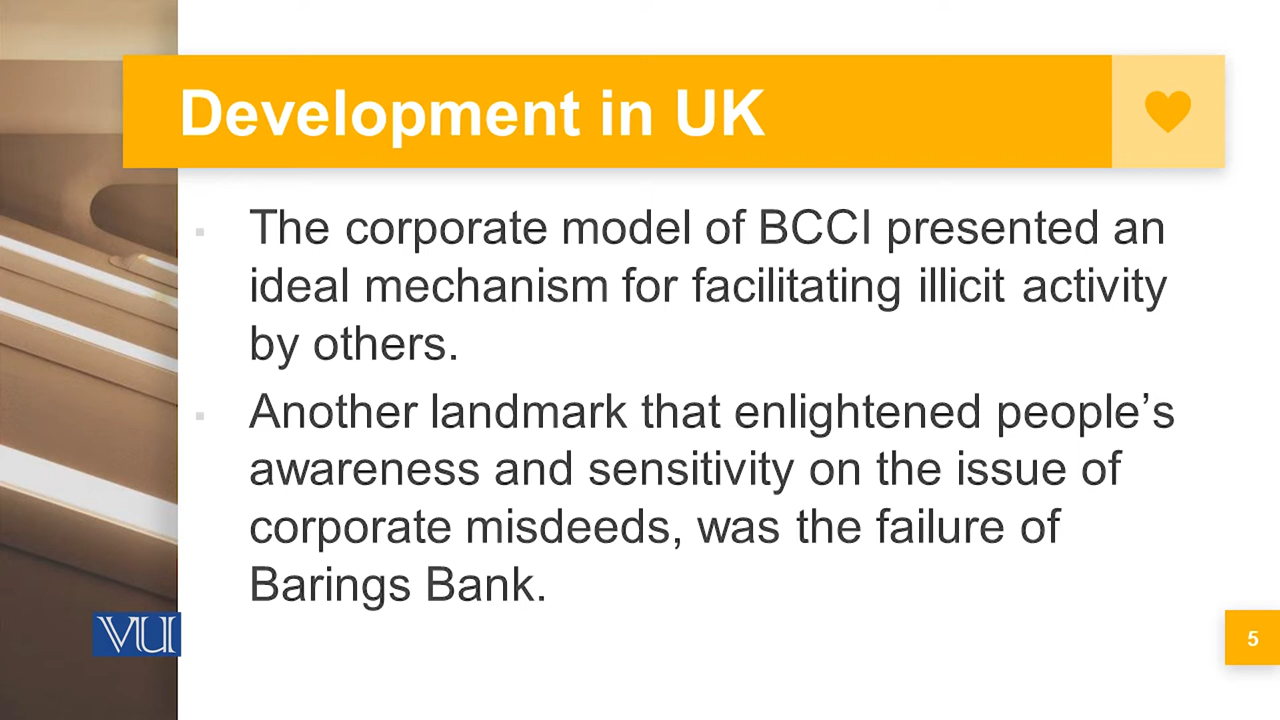 Development in UK
The corporate model of BCCI presented an
ideal mechanism for facilitating illicit activity
by others.
Another landmark that enlightened people’s
awareness and sensitivity on the issue of
corporate misdeeds, was the failure of
Barings Bank.
VU
5